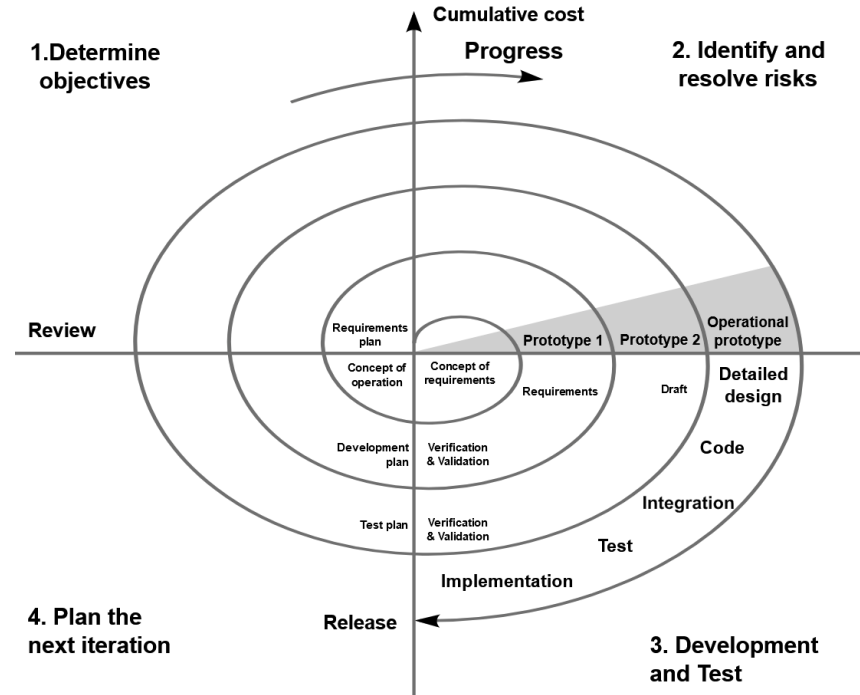 Cumulative cost
1.Determine
objectives
Progress
2. Identify and
resolve risks
Review
Requirements
plan
Prototype 1
Prototype 2
Operational
prototype
Concept of
operation
Concept of
requirements
Requirements
Draft
Detailed
design
Development
plan
Verification
& Validation
Code
Integration
Test plan
Verification
& Validation
Test
Implementation
4. Plan the
next iteration
Release
3. Development
and Test